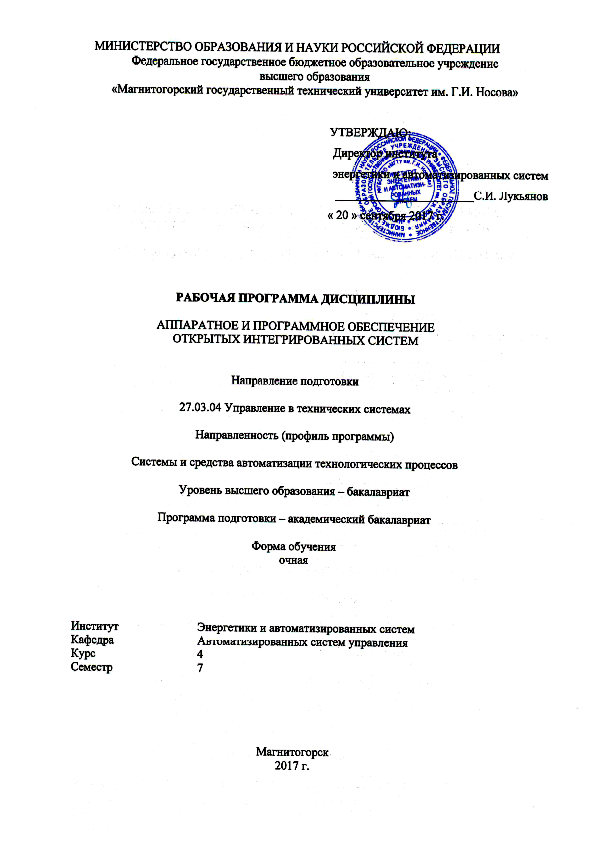 МИНИСТЕРСТВО ОБРАЗОВАНИЯ И НАУКИ РОССИЙСКОЙ ФЕДЕРАЦИИ
Федеральное государственное бюджетное образовательное учреждение
высшего образования
«Магнитогорский государственный технический университет им. Г.И. Носова»
УТВЕРЖДАЮ:
Директор института
энергетики и автоматизированных систем
С.И. Лукьянов
« 20 » сентября 2017 г.
РАБОЧАЯ ПРОГРАММА ДИСЦИПЛИНЫ
АППАРАТНОЕ И ПРОГРАММНОЕ ОБЕСПЕЧЕНИЕ
ОТКРЫТЫХ ИНТЕГРИРОВАННЫХ СИСТЕМ
Направление подготовки
27.03.04 Управление в технических системах
Направленность (профиль программы)
Системы и средства автоматизации технологических процессов
Уровень высшего образования – бакалавриат
Программа подготовки – академический бакалавриат
Форма обучения
очная
Институт Энергетики и автоматизированных систем
Кафедра Автоматизированных систем управления
Курс 4
Семестр 7
Магнитогорск
2017 г.